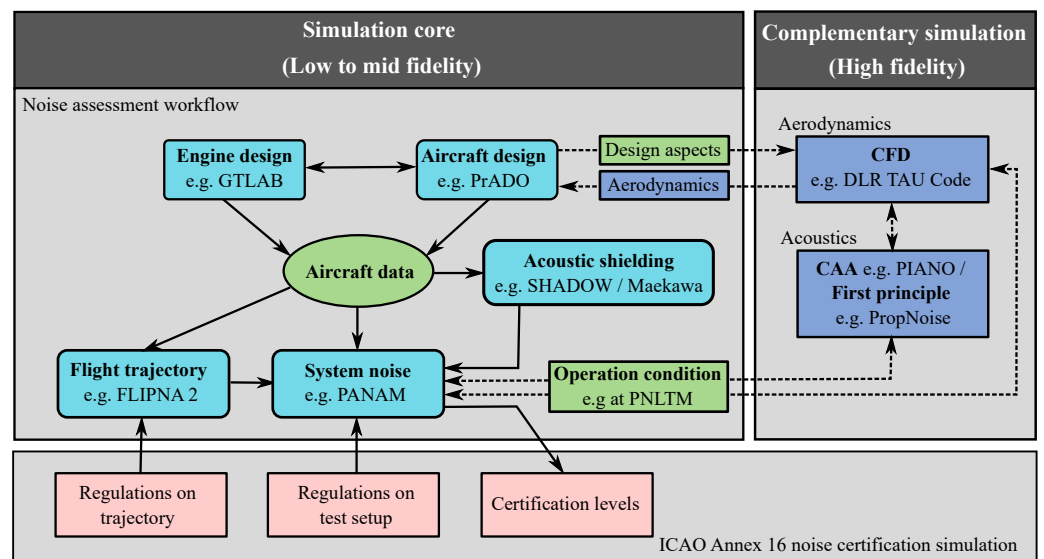 Simulation core
(Low to mid fidelity)
Complementary simulation
(High fidelity)
Noise assessment workflow
Engine design
e.g. GTLAB
Aircraft design
e.g. PrADO
Design aspects
Aerodynamics
Aerodynamics
CFD
e.g. DLR TAU Code
Aircraft data
Acoustic shielding
e.g. SHADOW / Maekawa
Acoustics
CAA e.g. PIANO /
First principle
e.g. PropNoise
Flight trajectory
e.g. FLIPNA 2
System noise
e.g. PANAM
Operation condition
e.g at PNLTM
Regulations on
trajectory
Regulations on
test setup
Certification levels
ICAO Annex 16 noise certification simulation